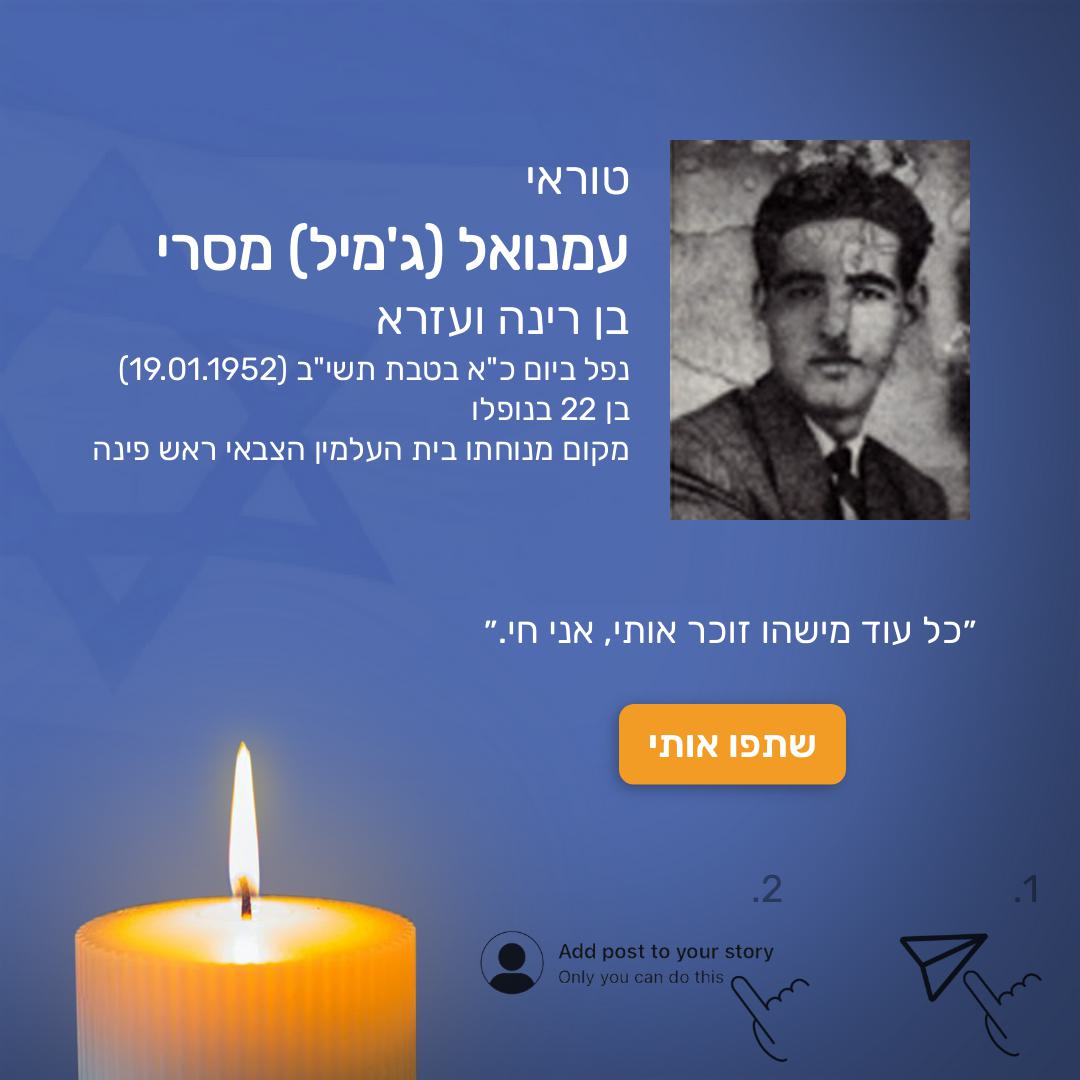 טוראי
עמנואל (ג'מיל) מסרי
בן רינה ועזרא
נפל ביום כ"א בטבת תשי"ב (19.01.1952)
בן 22 בנופלו
מקום מנוחתו בית העלמין הצבאי ראש פינה
״כל עוד מישהו זוכר אותי, אני חי.״
שתפו אותי
.1
.2
Add post to your story
Only you can do this